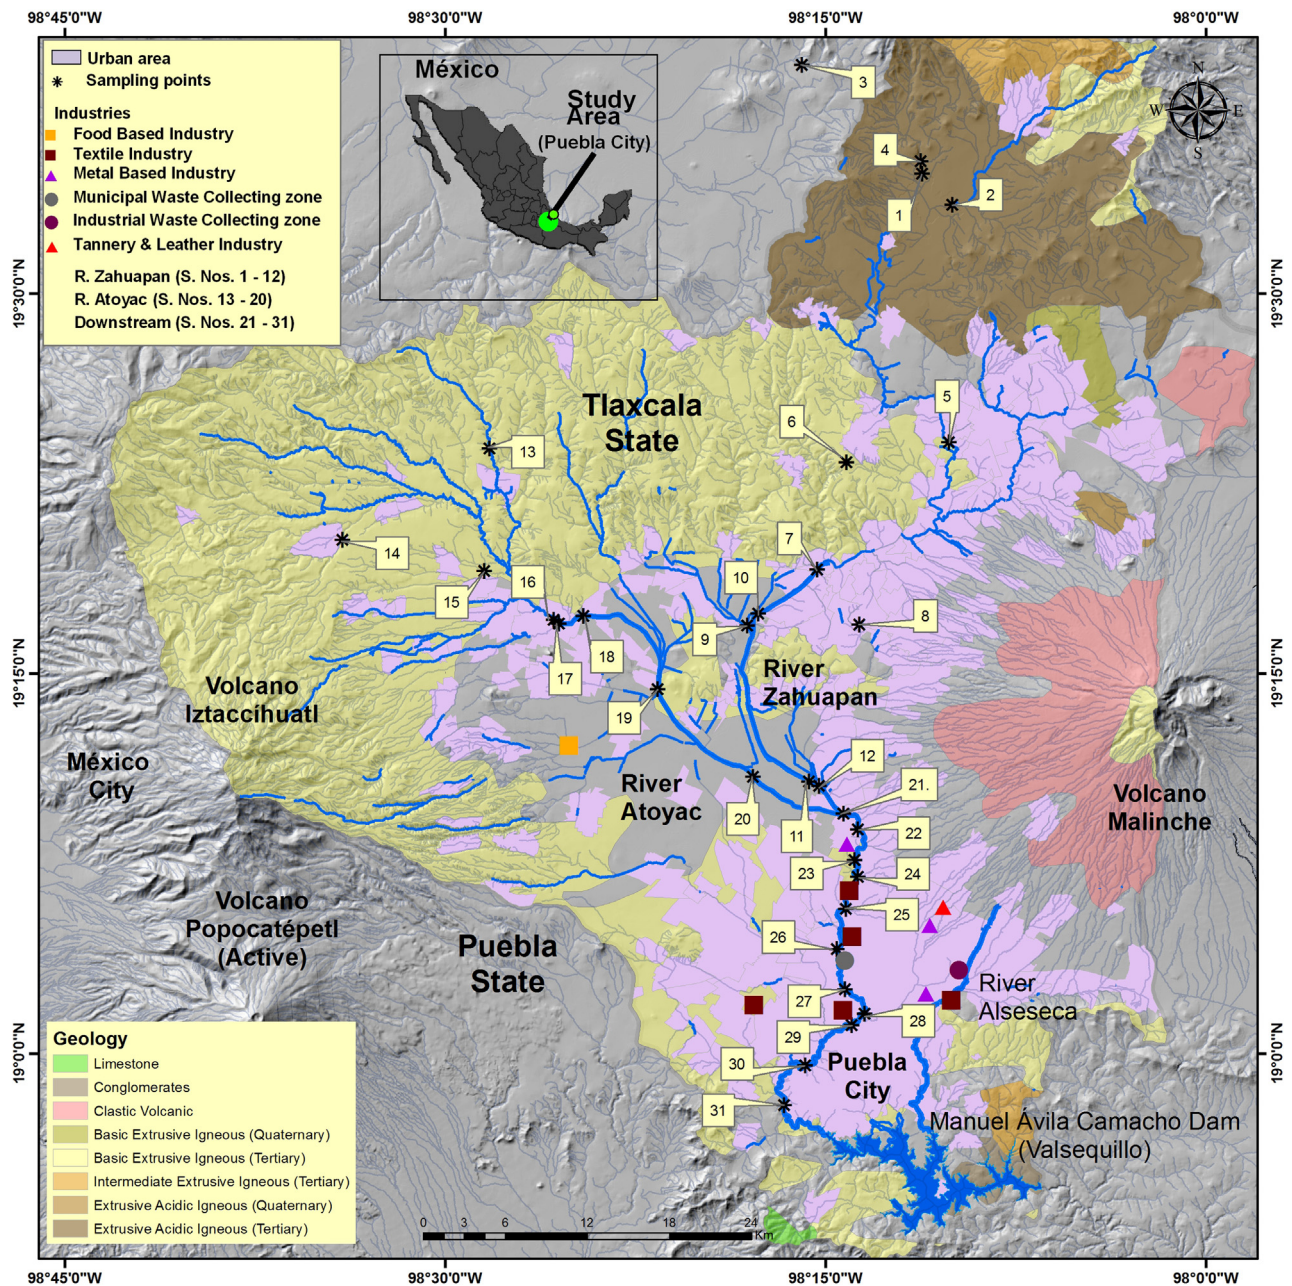 98°45'0"W
98°30'0"W
98°15'0"W
98°0'0"W
Urban area
Sampling points
Industries
Food Based Industry
Textile Industry
Metal Based Industry
Municipal Waste Collecting zone
Industrial Waste Collecting zone
Tannery & Leather Industry
R. Zahuapan (S. Nos. 1 - 12)
R. Atoyac (S. Nos. 13 - 20)
Downstream (S. Nos. 21 - 31)
México
Study
Area
(Puebla City)
N
W
E
S
3
4
2
1
19°30'0"N
19°30'0"N
Tlaxcala
State
5
6
13
14
7
16
10
15
8
9
18
17
19°15'0"N
19°15'0"N
River
Zahuapan
Volcano
Iztaccíhuatl
19
México
City
12
River
Atoyac
21.
20
11
22
Volcano
Malinche
23
24
25
Volcano
Popocatépetl
(Active)
26
Puebla
State
27
River
Alseseca
28
29
19°0'0"N
19°0'0"N
30
Puebla
City
31
Manuel Ávila Camacho Dam
(Valsequillo)
Geology
Limestone
Conglomerates
Clastic Volcanic
Basic Extrusive Igneous (Quaternary)
Basic Extrusive Igneous (Tertiary)
Intermediate Extrusive Igneous (Tertiary)
Extrusive Acidic Igneous (Quaternary)
Extrusive Acidic Igneous (Tertiary)
0 3 6 12 18 24
Km
98°45'0"W
98°30'0"W
98°15'0"W
98°0'0"W